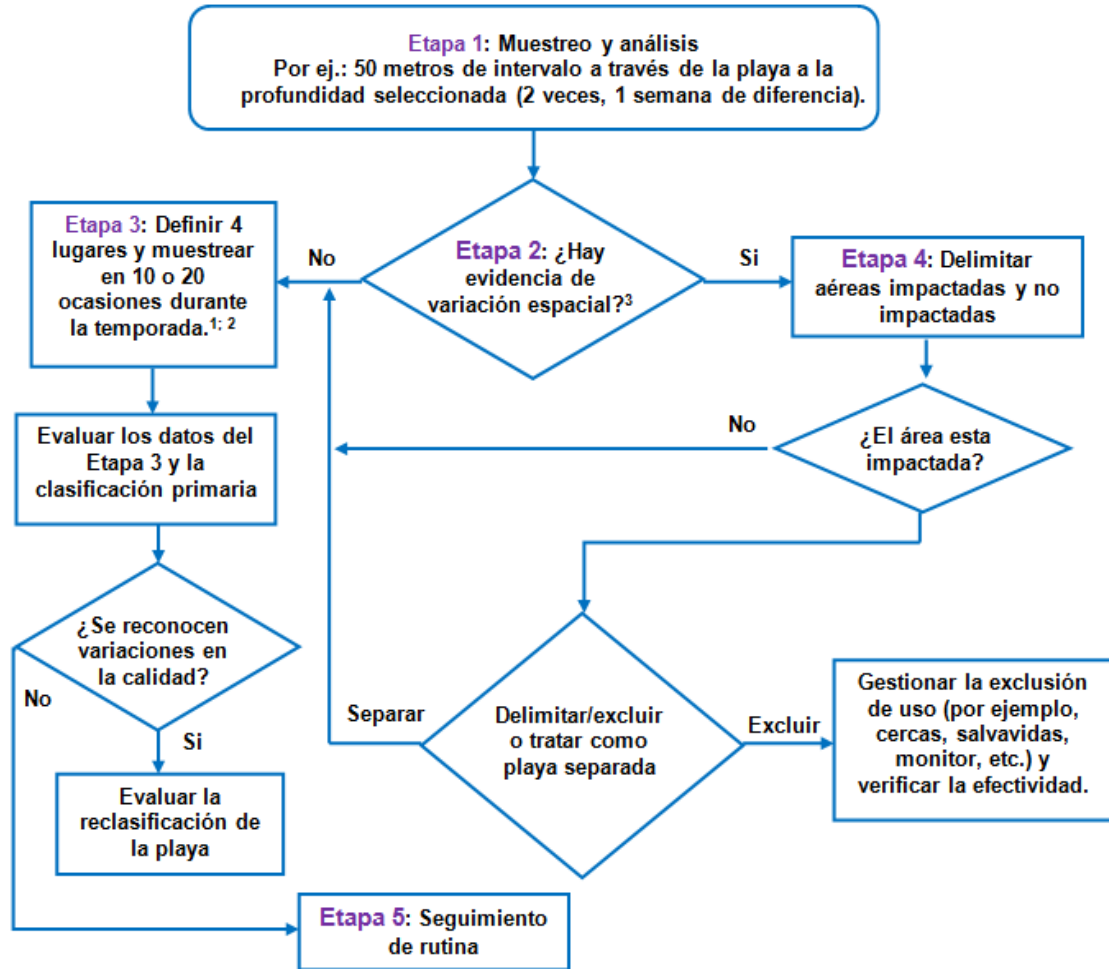 Etapa 1: Muestreo y análisis
Por ej.: 50 metros de intervalo a través de la playa a la
profundidad seleccionada (2 veces, 1 semana de diferencia).
Etapa 2: ¿Hay
evidencia de
variación espacial?³
No
Si
Etapa 3: Definir 4
lugares y muestrear
en 10 o 20
ocasiones durante
la temporada.¹; ²
Etapa 4: Delimitar
aéreas impactadas y no
impactadas
Evaluar los datos del
Etapa 3 y la
clasificación primaria
No
¿El área esta
impactada?
¿Se reconocen
variaciones en
la calidad?
No
Si
Separar
Delimitar/excluir
o tratar como
playa separada
Excluir
Gestionar la exclusión
de uso (por ejemplo,
cercas, salvavidas,
monitor, etc.) y
verificar la efectividad.
Evaluar la
reclasificación de
la playa
Etapa 5: Seguimiento
de rutina